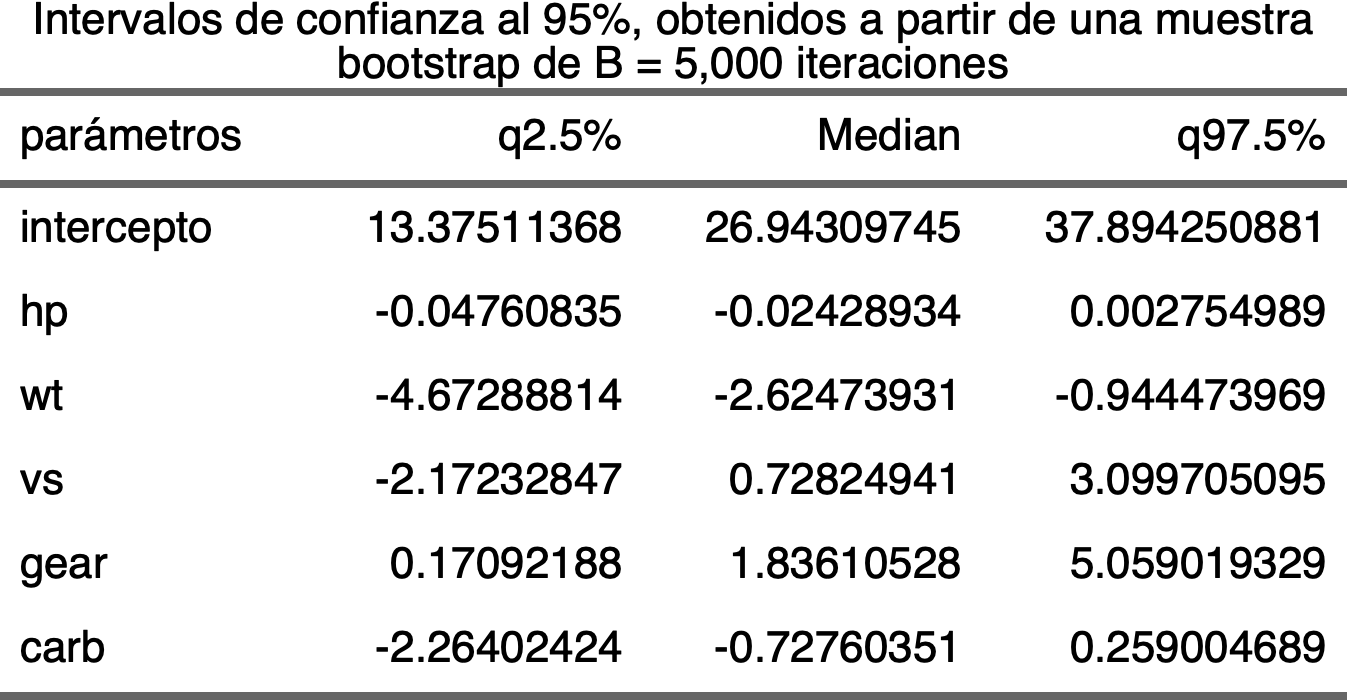 Intervalos de confianza al 95%, obtenidos a partir de una muestra
bootstrap de B = 5,000 iteraciones
parámetros q2.5% Median q97.5%
intercepto 13.37511368 26.94309745 37.894250881
hp -0.04760835 -0.02428934 0.002754989
wt -4.67288814 -2.62473931 -0.944473969
vs -2.17232847 0.72824941 3.099705095
gear 0.17092188 1.83610528 5.059019329
carb -2.26402424 -0.72760351 0.259004689